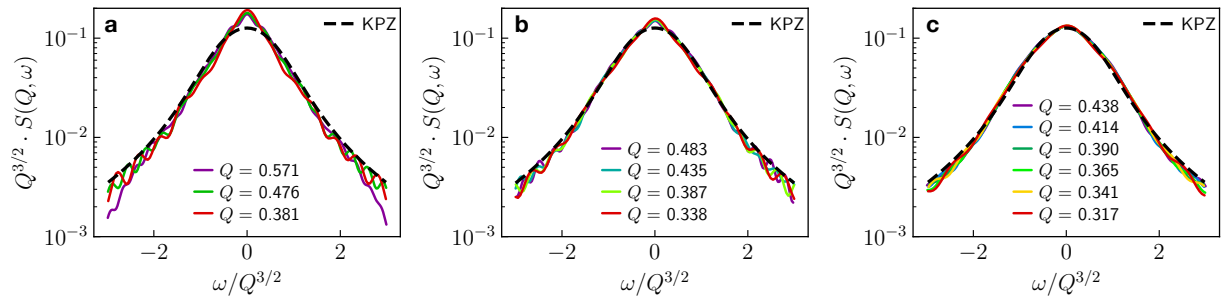 a
KPZ
Q^{3/2} · S(Q, ω)
10^{-1}
10^{-2}
10^{-3}
Q = 0.571
Q = 0.476
Q = 0.381
−2 0 2
ω/Q^{3/2}
b
KPZ
Q^{3/2} · S(Q, ω)
10^{-1}
10^{-2}
10^{-3}
Q = 0.483
Q = 0.435
Q = 0.387
Q = 0.338
−2 0 2
ω/Q^{3/2}
c
KPZ
Q^{3/2} · S(Q, ω)
10^{-1}
10^{-2}
10^{-3}
Q = 0.438
Q = 0.414
Q = 0.390
Q = 0.365
Q = 0.341
Q = 0.317
−2 0 2
ω/Q^{3/2}